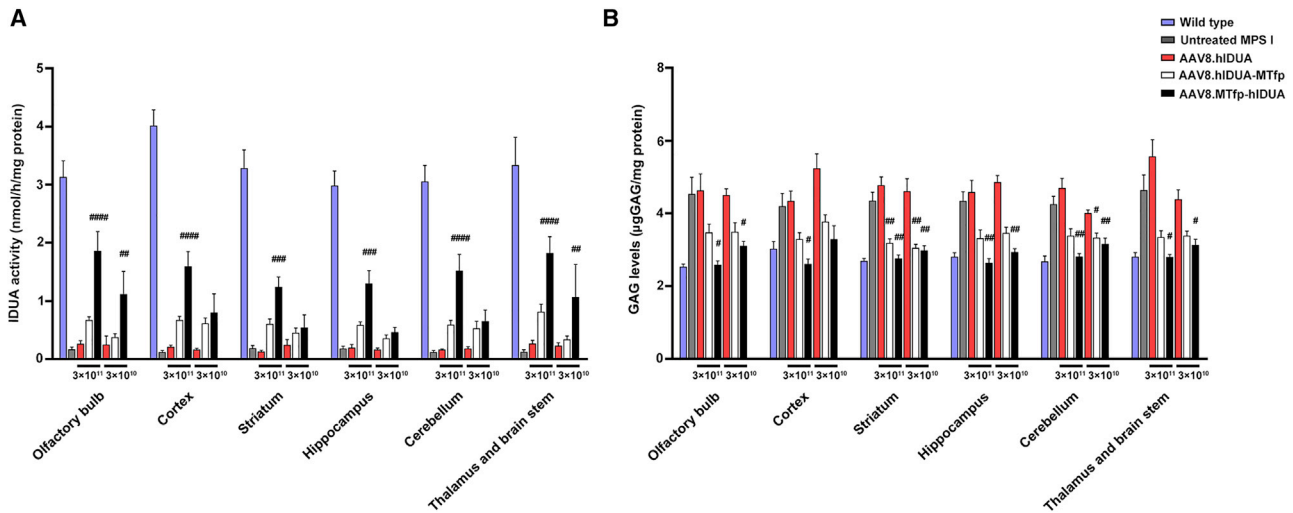 A
IDUA activity (nmol/h/mg protein)
5
4
3
2
1
0
####
##
####
###
###
####
####
##
3×10¹¹ 3×10¹⁰
3×10¹¹ 3×10¹⁰
3×10¹¹ 3×10¹⁰
3×10¹¹ 3×10¹⁰
3×10¹¹ 3×10¹⁰
3×10¹¹ 3×10¹⁰
Olfactory bulb
Cortex
Striatum
Hippocampus
Cerebellum
Thalamus and brain stem
B
Wild type
Untreated MPS I
AAV8.hIDUA
AAV8.hIDUA-MTfp
AAV8.MTfp-hIDUA
GAG levels (µgGAG/mg protein)
8
6
4
2
0
#
#
#
##
##
##
##
##
##
##
#
##
#
#
3×10¹¹ 3×10¹⁰
3×10¹¹ 3×10¹⁰
3×10¹¹ 3×10¹⁰
3×10¹¹ 3×10¹⁰
3×10¹¹ 3×10¹⁰
3×10¹¹ 3×10¹⁰
Olfactory bulb
Cortex
Striatum
Hippocampus
Cerebellum
Thalamus and brain stem